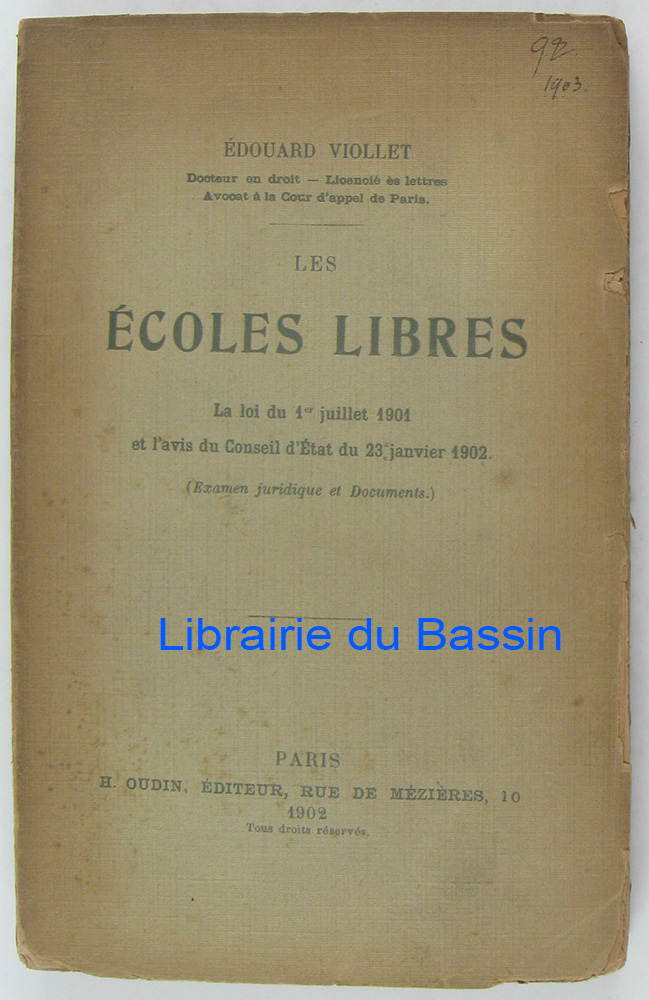 92
1903.
ÉDOUARD VIOLLET
Docteur en droit — Licencié ès lettres
Avocat à la Cour d'appel de Paris.
LES
ÉCOLES LIBRES
La loi du 1er juillet 1901
et l'avis du Conseil d'État du 23 janvier 1902.
(Examen juridique et Documents.)
Librairie du Bassin
PARIS
H. OUDIN, ÉDITEUR, RUE DE MÉZIÈRES, 10
1902
Tous droits réservés.